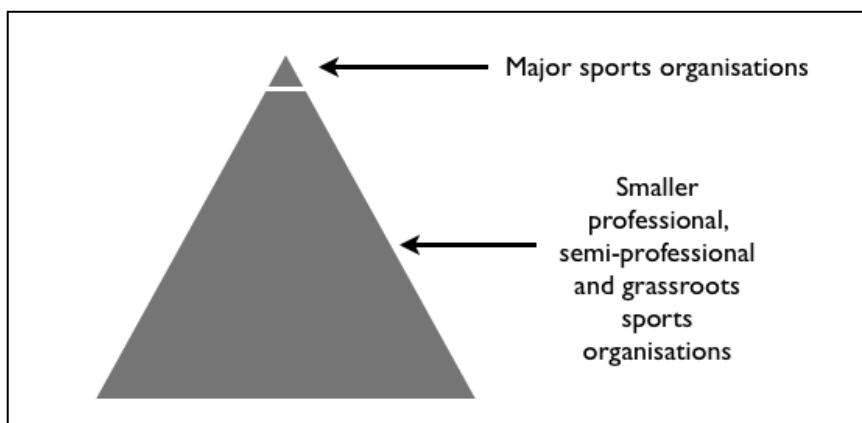 Major sports organisations
Smaller
professional,
semi-professional
and grassroots
sports
organisations